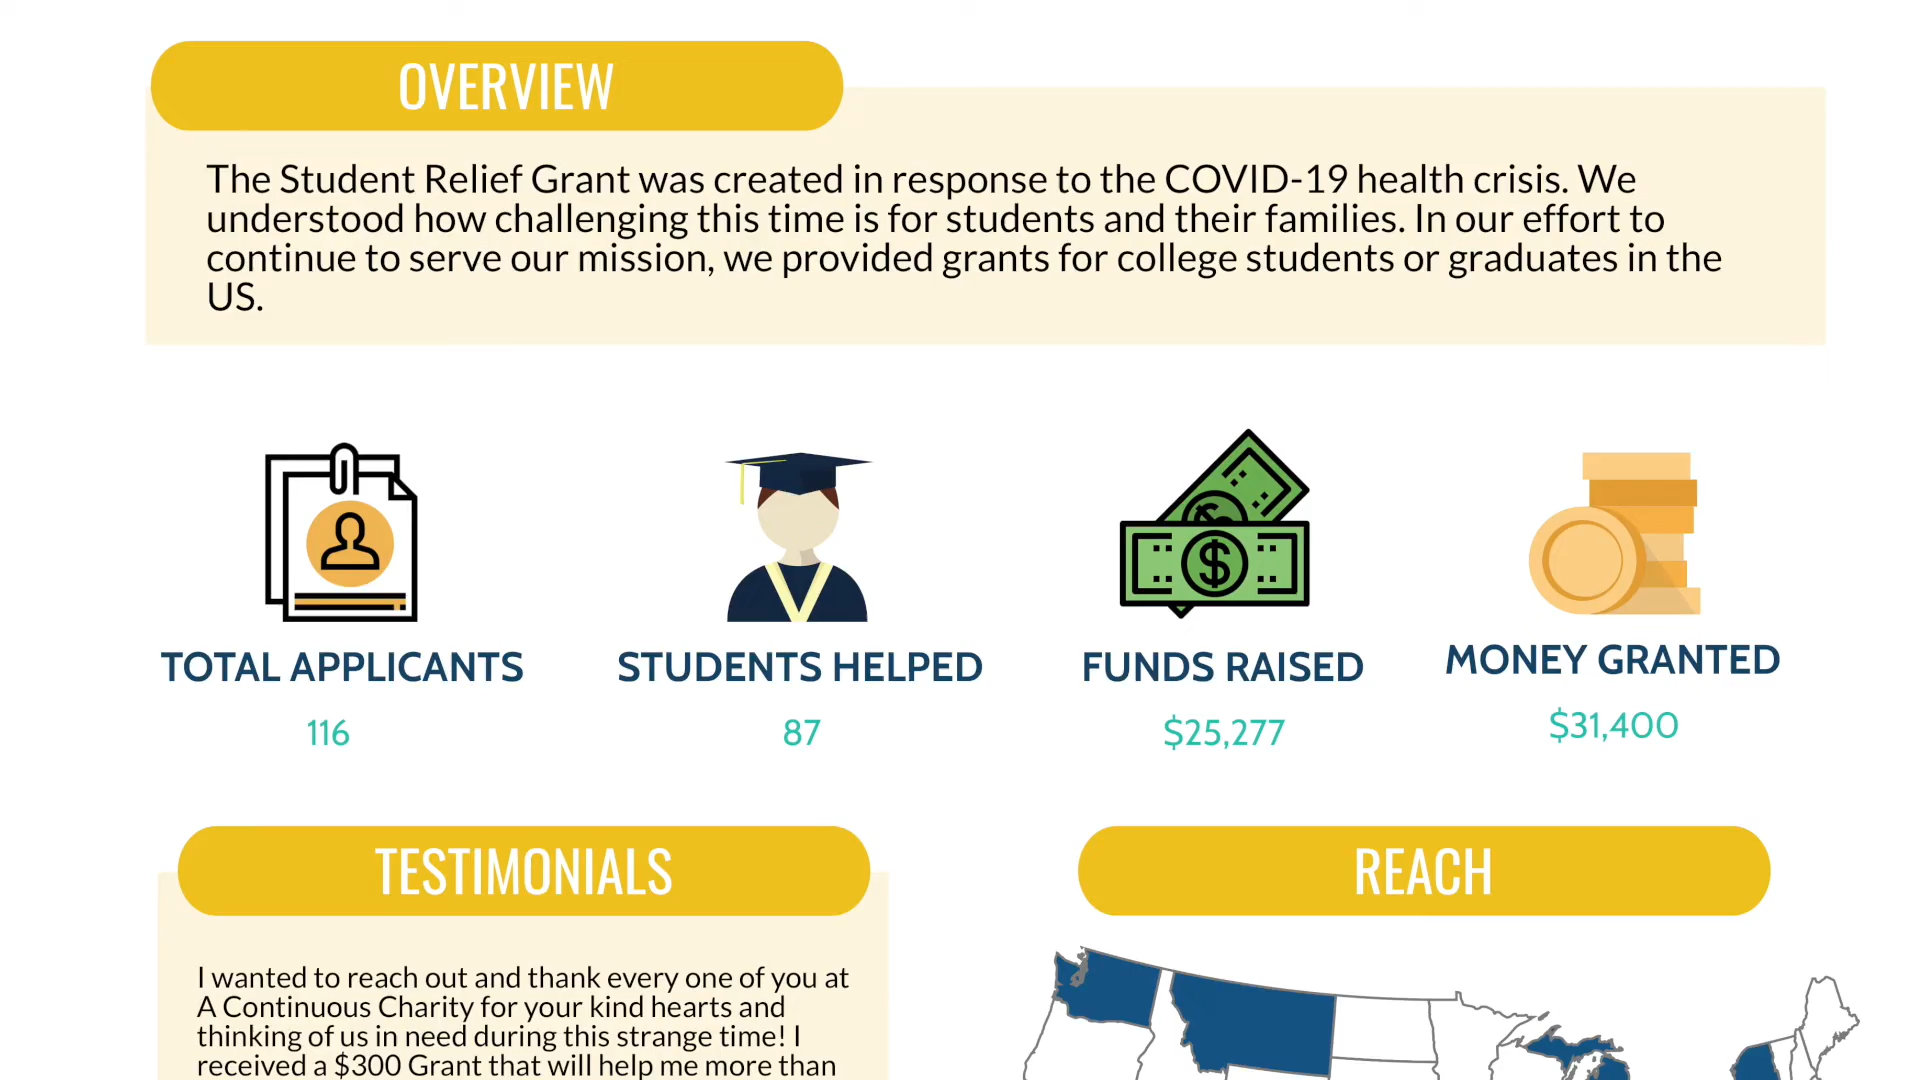 OVERVIEW
The Student Relief Grant was created in response to the COVID-19 health crisis. We
understood how challenging this time is for students and their families. In our effort to
continue to serve our mission, we provided grants for college students or graduates in the
US.
TOTAL APPLICANTS
116
STUDENTS HELPED
87
$
FUNDS RAISED
$25,277
MONEY GRANTED
$31,400
TESTIMONIALS
I wanted to reach out and thank every one of you at
A Continuous Charity for your kind hearts and
thinking of us in need during this strange time! I
received a $300 Grant that will help me more than
REACH